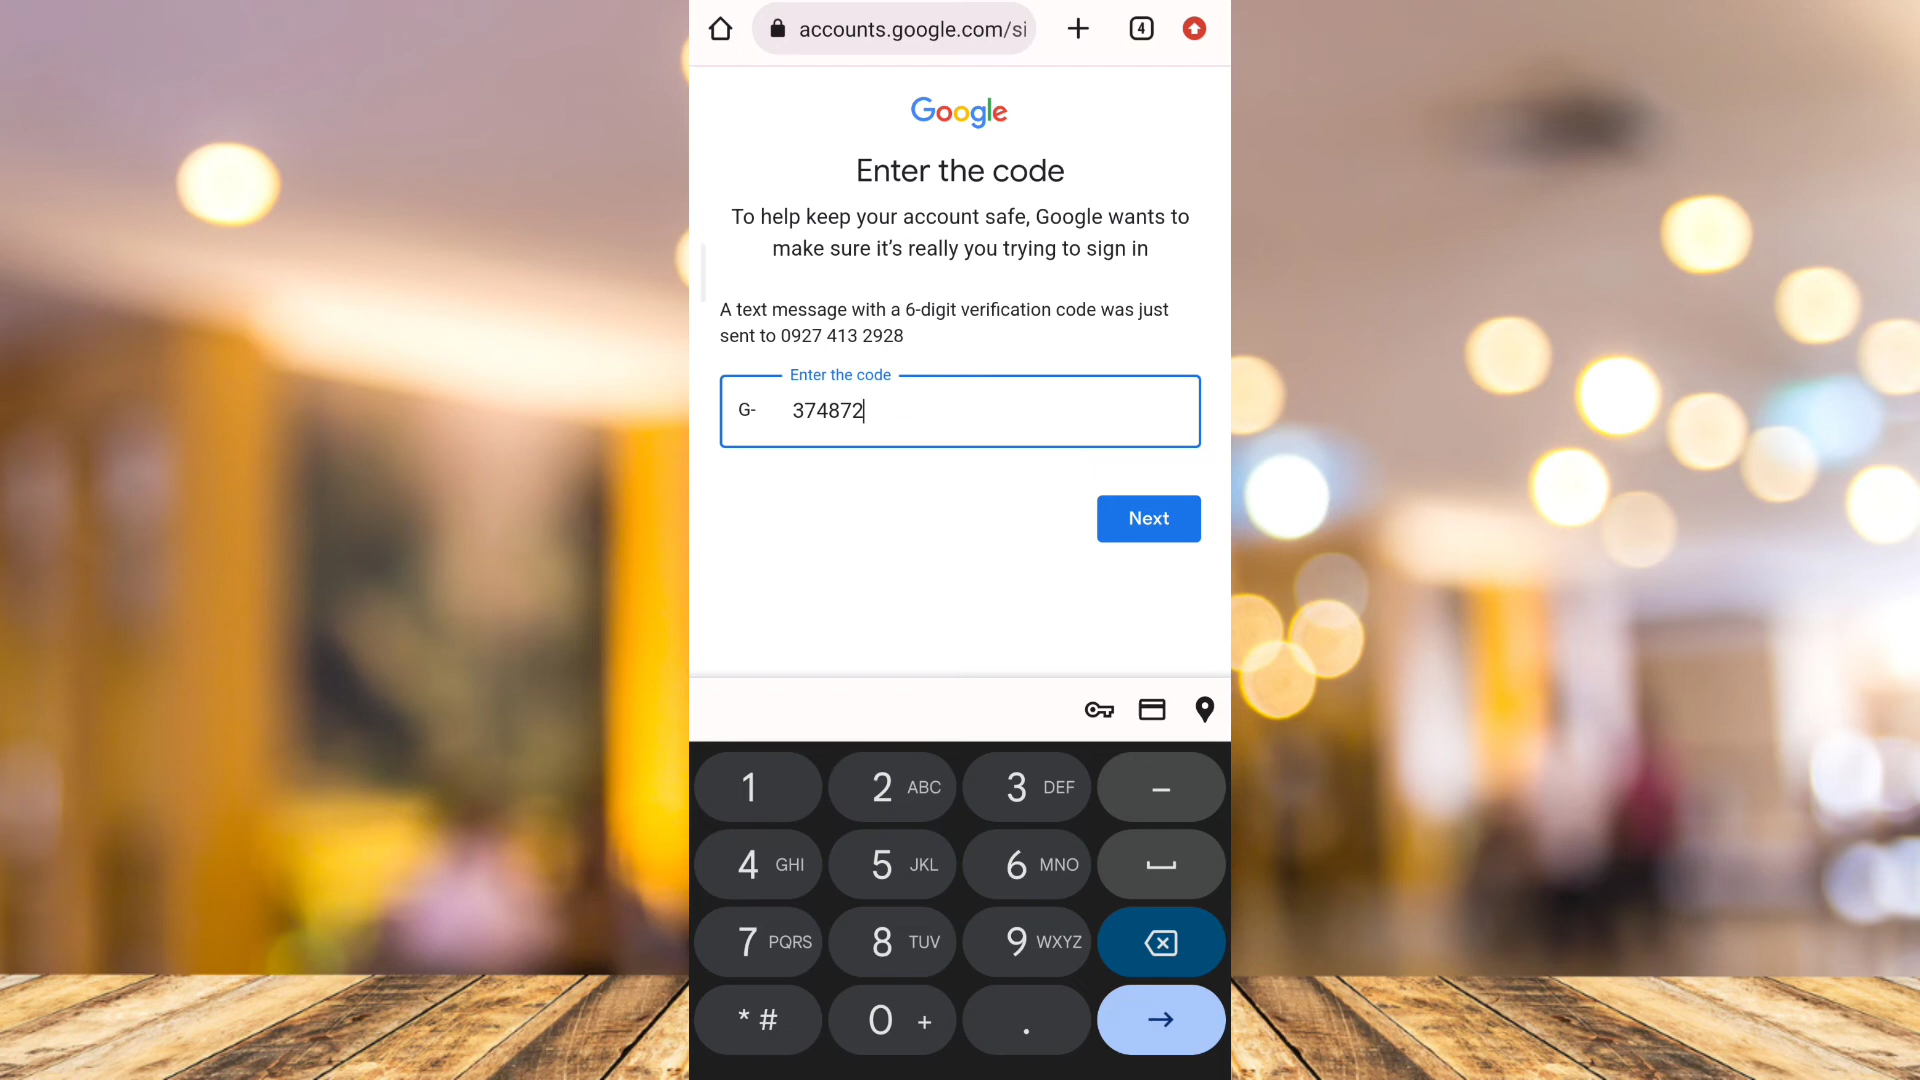 accounts.google.com/si
4
Google
Enter the code
To help keep your account safe, Google wants to
make sure it’s really you trying to sign in
A text message with a 6-digit verification code was just
sent to 0927 413 2928
Enter the code
G- 374872
Next
1 2 ABC 3 DEF –
4 GHI 5 JKL 6 MNO
7 PQRS 8 TUV 9 WXYZ
* # 0 + .